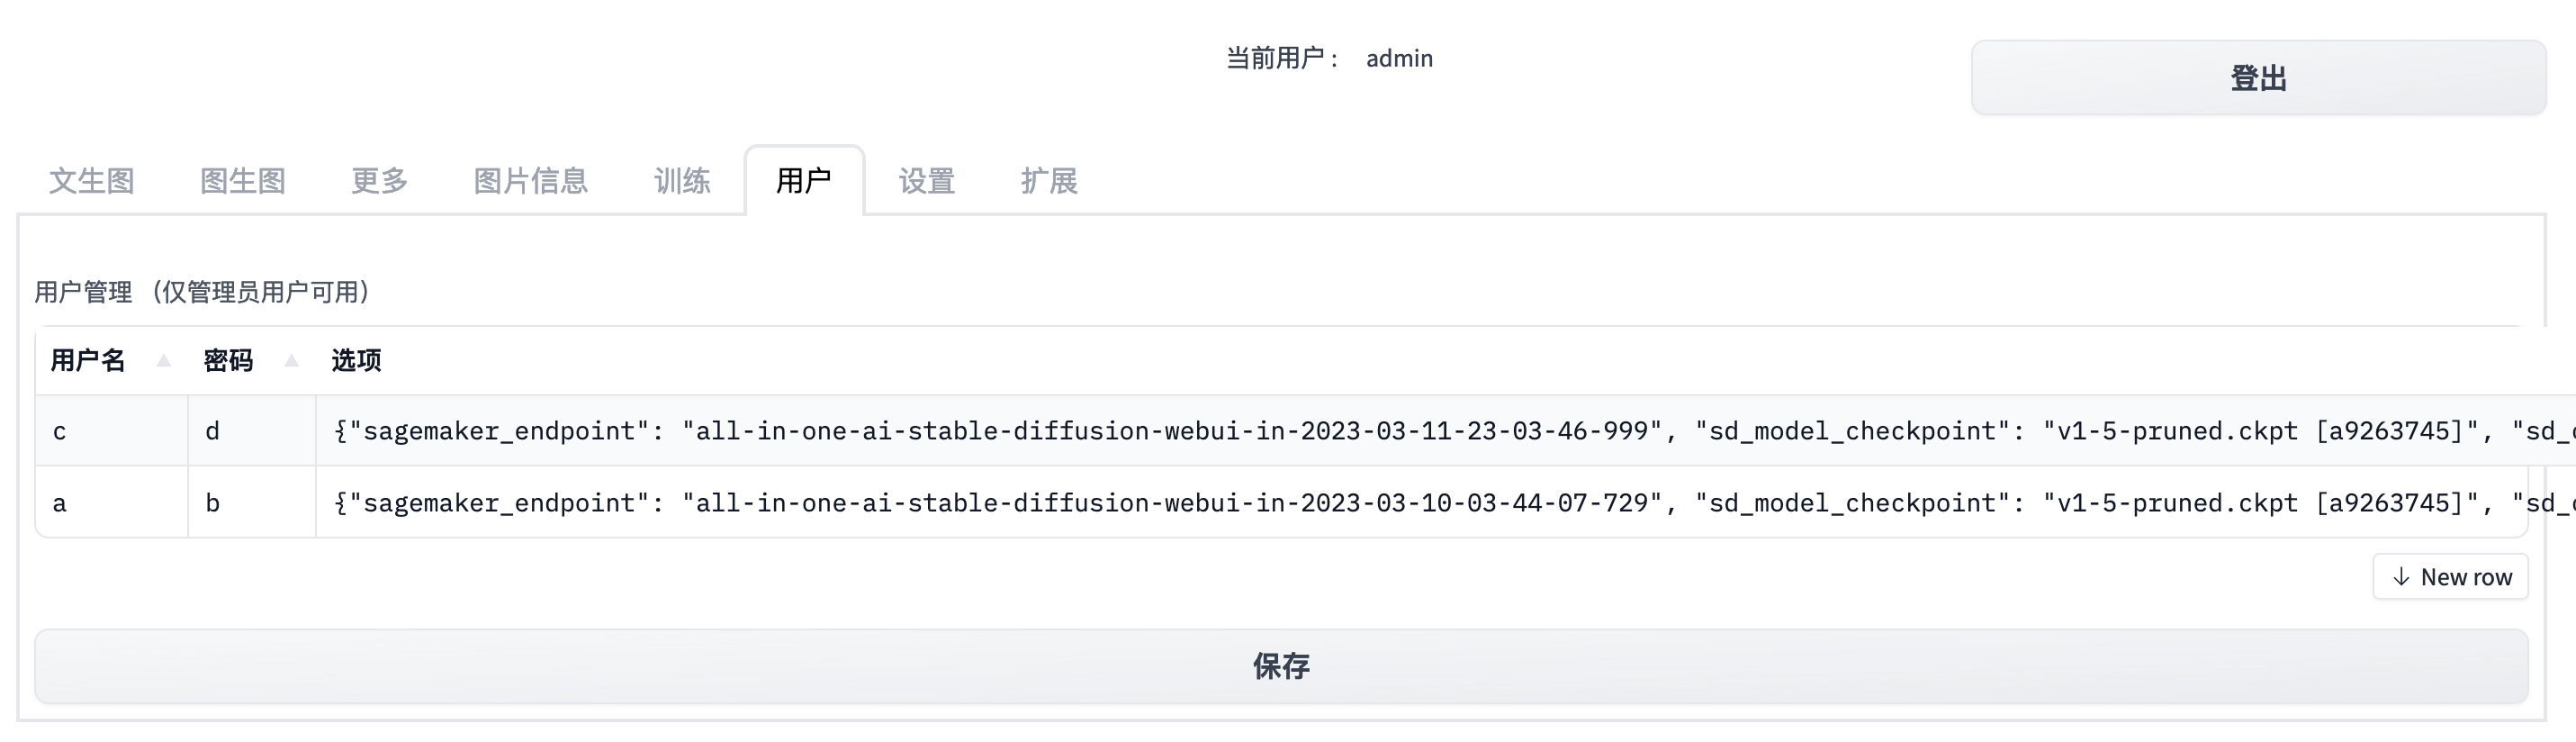 当前用户： admin
登出
文生图 图生图 更多 图片信息 训练 用户 设置 扩展
用户管理 （仅管理员用户可用）
用户名 密码 选项
c d {"sagemaker_endpoint": "all-in-one-ai-stable-diffusion-webui-in-2023-03-11-23-03-46-999", "sd_model_checkpoint": "v1-5-pruned.ckpt [a9263745]", "sd_
a b {"sagemaker_endpoint": "all-in-one-ai-stable-diffusion-webui-in-2023-03-10-03-44-07-729", "sd_model_checkpoint": "v1-5-pruned.ckpt [a9263745]", "sd_
↓ New row
保存